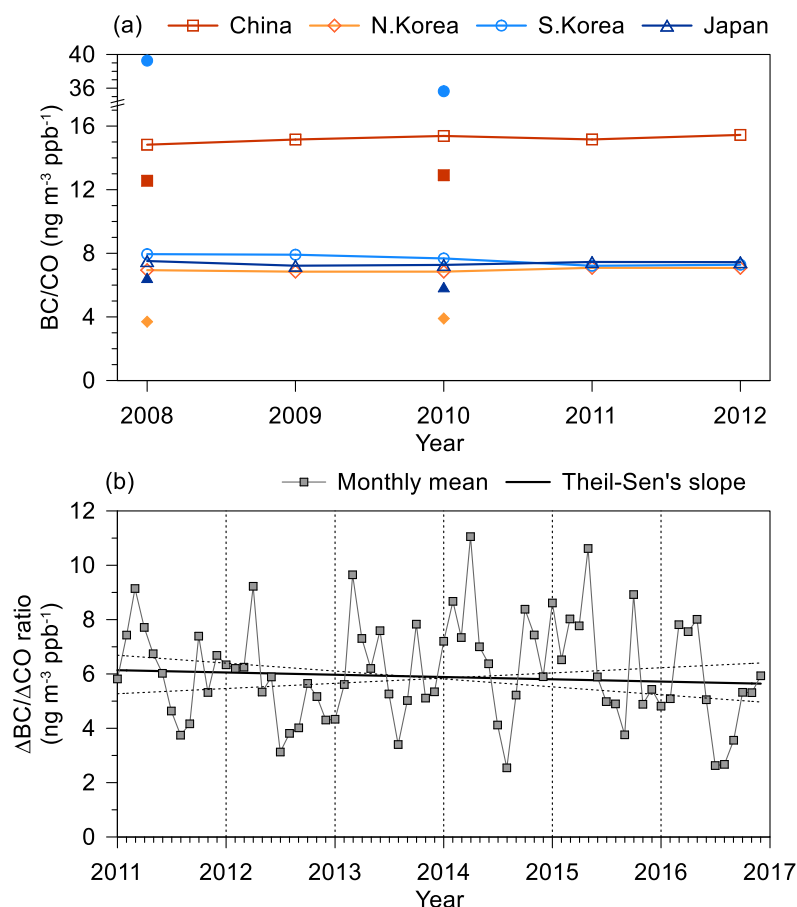 (a) China N.Korea S.Korea Japan
40
36
16
12
8
4
0
BC/CO (ng m⁻³ ppb⁻¹)
2008 2009 2010 2011 2012
Year
(b) Monthly mean Theil-Sen's slope
12
10
8
6
4
2
0
ΔBC/ΔCO ratio
(ng m⁻³ ppb⁻¹)
2011 2012 2013 2014 2015 2016 2017
Year